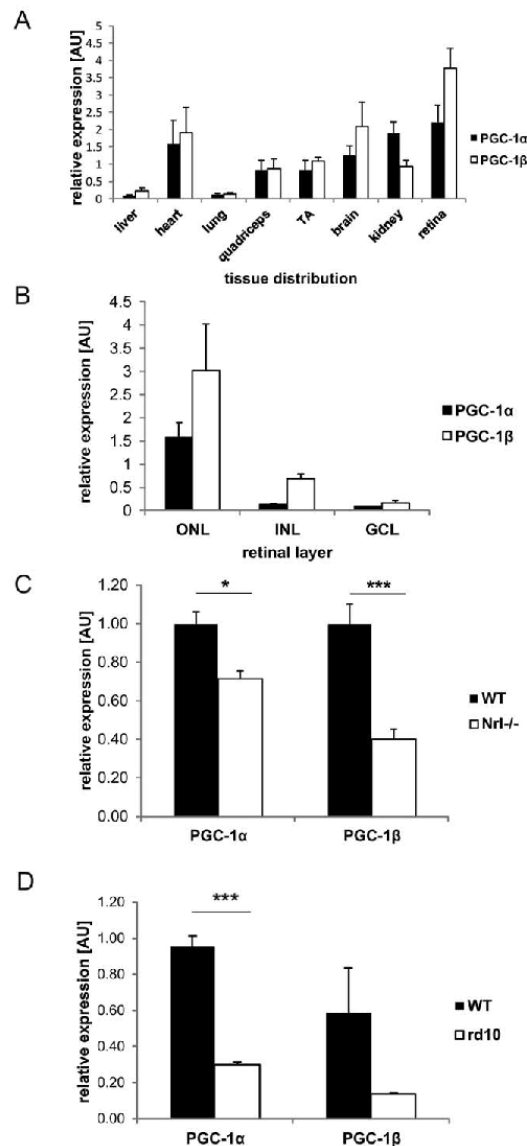 A
relative expression [AU]
5
4.5
4
3.5
3
2.5
2
1.5
1
0.5
0
liver
heart
lung
quadriceps
TA
brain
kidney
retina
tissue distribution
PGC-1α
PGC-1β
B
relative expression [AU]
4.5
4
3.5
3
2.5
2
1.5
1
0.5
0
ONL INL GCL
retinal layer
PGC-1α
PGC-1β
C
relative expression [AU]
1.20
1.00
0.80
0.60
0.40
0.20
0.00
* ***
PGC-1α PGC-1β
WT
Nrl-/-
D
relative expression [AU]
1.20
1.00
0.80
0.60
0.40
0.20
0.00
***
PGC-1α PGC-1β
WT
rd10